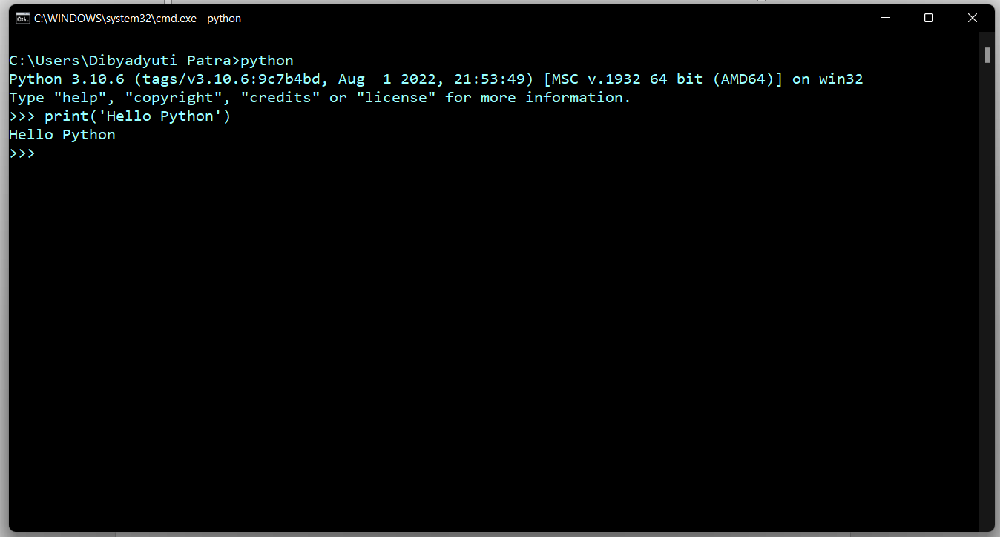 C:\WINDOWS\system32\cmd.exe - python
C:\Users\Dibyadyuti Patra>python
Python 3.10.6 (tags/v3.10.6:9c7b4bd, Aug  1 2022, 21:53:49) [MSC v.1932 64 bit (AMD64)] on win32
Type "help", "copyright", "credits" or "license" for more information.
>>> print('Hello Python')
Hello Python
>>>